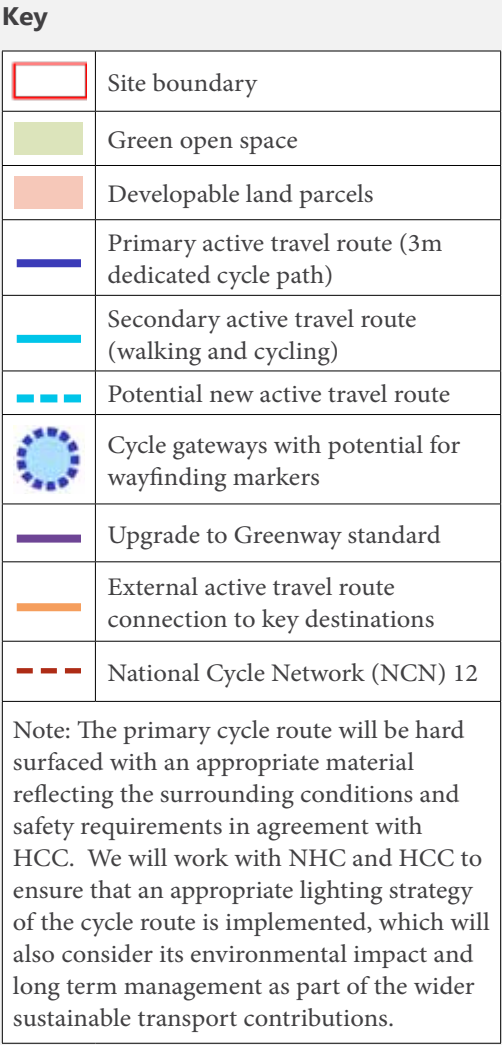 Key
Site boundary
Green open space
Developable land parcels
Primary active travel route (3m
dedicated cycle path)
Secondary active travel route
(walking and cycling)
Potential new active travel route
Cycle gateways with potential for
wayfinding markers
Upgrade to Greenway standard
External active travel route
connection to key destinations
National Cycle Network (NCN) 12
Note: The primary cycle route will be hard
surfaced with an appropriate material
reflecting the surrounding conditions and
safety requirements in agreement with
HCC.  We will work with NHC and HCC to
ensure that an appropriate lighting strategy
of the cycle route is implemented, which will
also consider its environmental impact and
long term management as part of the wider
sustainable transport contributions.